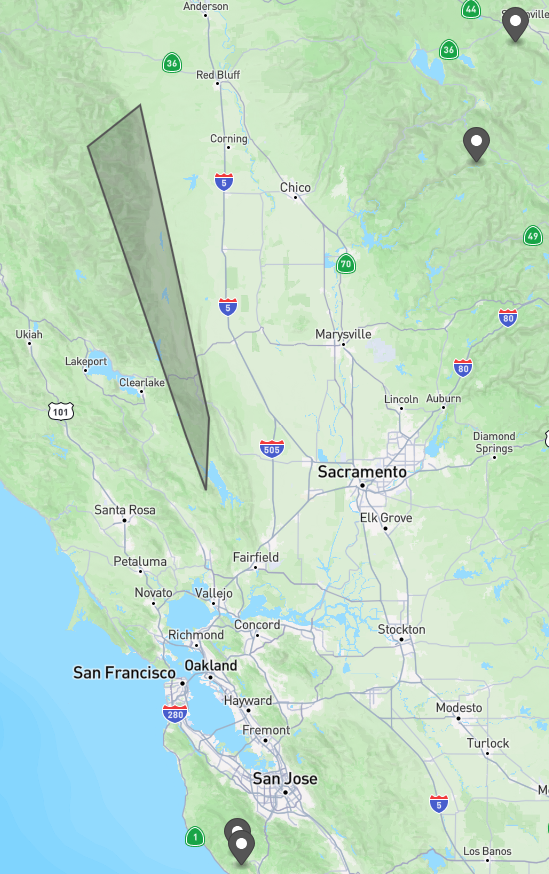 Anderson
44
36
36
Red Bluff
Corning
5
Chico
49
70
5
80
Ukiah
Marysville
Lakeport
80
Clearlake
Lincoln
Auburn
101
Diamond
Springs
505
Sacramento
Santa Rosa
Elk Grove
Petaluma
Fairfield
Novato
Vallejo
Concord
Stockton
Richmond
San Francisco
Oakland
Hayward
280
Modesto
Fremont
Turlock
San Jose
5
1
Los Banos